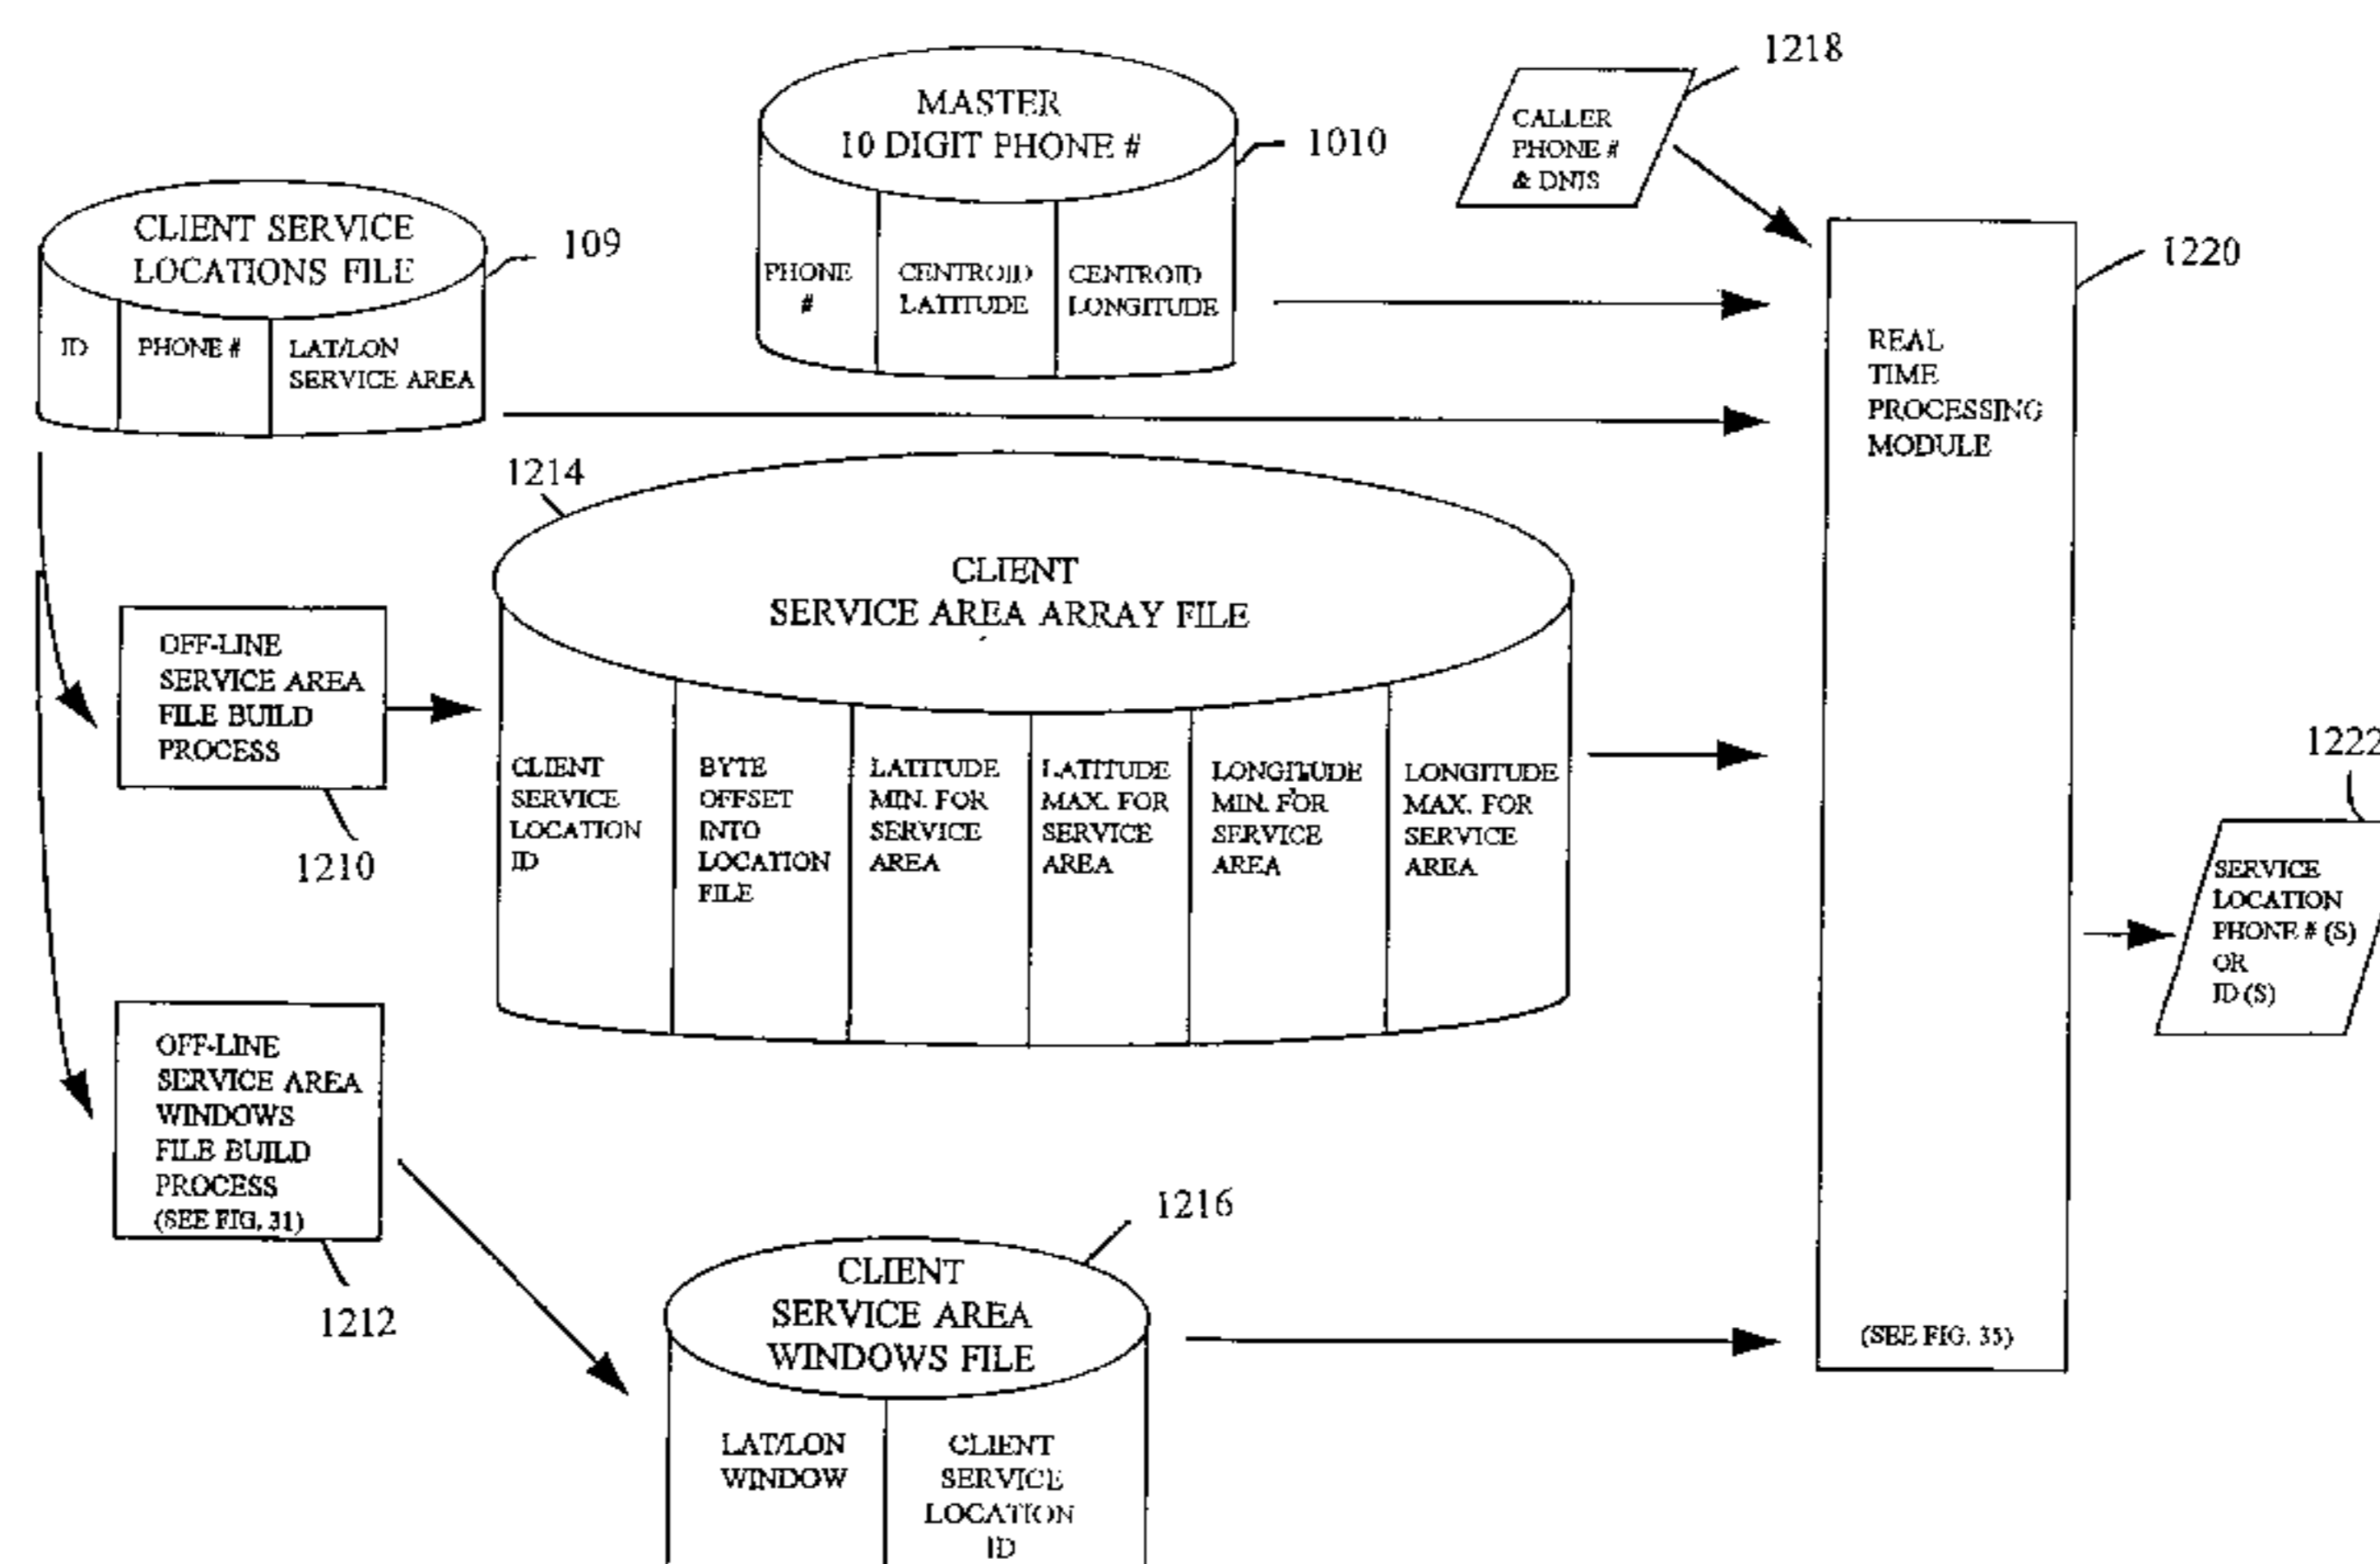 1218
MASTER
10 DIGIT PHONE #
1010
CALLER
PHONE #
& DNIS
CLIENT SERVICE
LOCATIONS FILE
109
1220
PHONE
#
CENTROID
LATITUDE
CENTROID
LONGITUDE
ID
PHONE #
LAT/LON
SERVICE AREA
REAL
TIME
PROCESSING
MODULE
1214
CLIENT
SERVICE AREA ARRAY FILE
OFF-LINE
SERVICE AREA
FILE BUILD
PROCESS
1210
CLIENT
SERVICE
LOCATION
ID
BYTE
OFFSET
INTO
LOCATION
FILE
LATITUDE
MIN. FOR
SERVICE
AREA
LATITUDE
MAX. FOR
SERVICE
AREA
LONGITUDE
MIN. FOR
SERVICE
AREA
LONGITUDE
MAX. FOR
SERVICE
AREA
1222
SERVICE
LOCATION
PHONE # (S)
OR
ID (S)
OFF-LINE
SERVICE AREA
WINDOWS
FILE BUILD
PROCESS
(SEE FIG. 31)
1212
1216
CLIENT
SERVICE AREA
WINDOWS FILE
(SEE FIG. 35)
LAT/LON
WINDOW
CLIENT
SERVICE
LOCATION
ID